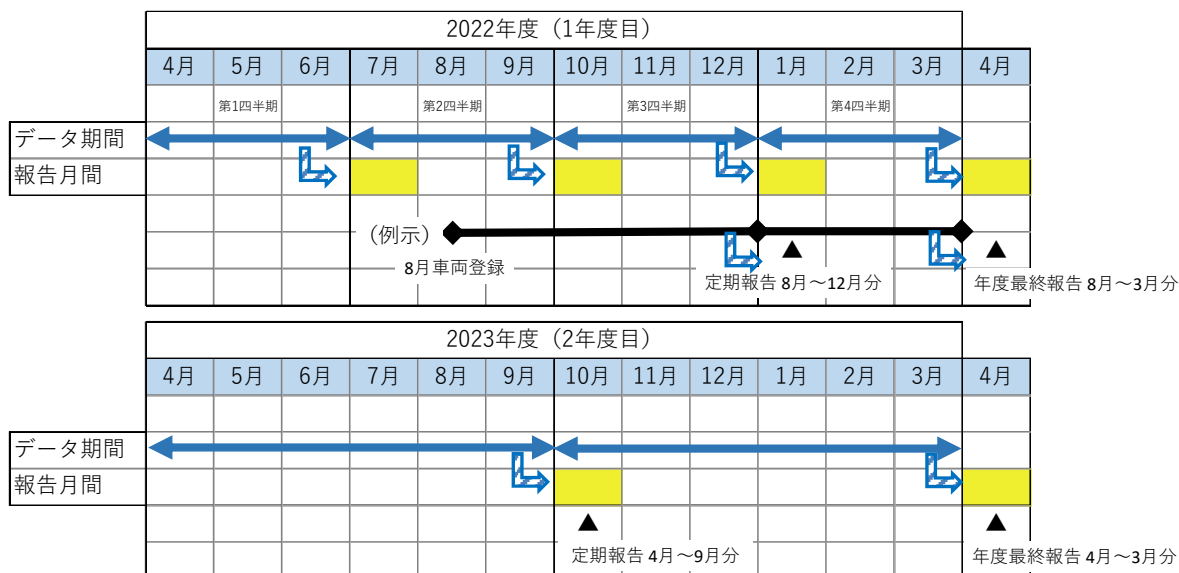 2022年度（1年度目）
4月 5月 6月 7月 8月 9月 10月 11月 12月 1月 2月 3月 4月
第1四半期 第2四半期 第3四半期 第4四半期
データ期間
報告月間
（例示）
8月車両登録
定期報告 8月～12月分 年度最終報告 8月～3月分
2023年度（2年度目）
4月 5月 6月 7月 8月 9月 10月 11月 12月 1月 2月 3月 4月
データ期間
報告月間
定期報告 4月～9月分 年度最終報告 4月～3月分